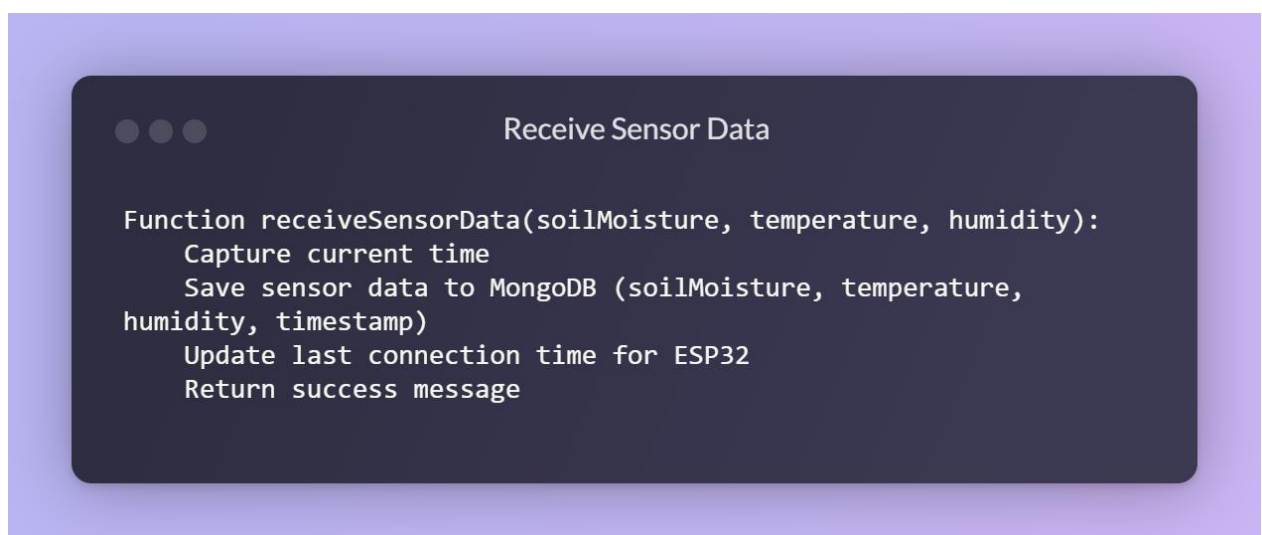 Receive Sensor Data
Function receiveSensorData(soilMoisture, temperature, humidity):
    Capture current time
    Save sensor data to MongoDB (soilMoisture, temperature,
humidity, timestamp)
    Update last connection time for ESP32
    Return success message